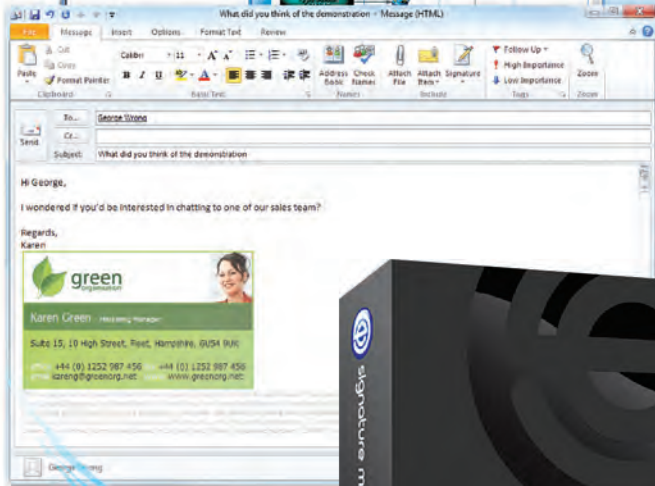 What did you think of the demonstration - Message (HTML)
File Message Insert Options Format Text Review
Cut
Copy
Paste
Format Painter
Clipboard
Calibri 11
B I U
Basic Text
Address Book
Check Names
Names
Attach File
Attach Item
Signature
Include
Follow Up
High Importance
Low Importance
Tags
Zoom
Zoom
To...
George Strong
Cc...
Send
Subject:
What did you think of the demonstration
Hi George,
I wondered if you'd be interested in chatting to one of our sales team?
Regards,
Karen
green
organisation
Karen Green Marketing Manager
Suite 15, 10 High Street, Fleet, Hampshire, GU54 9UK
+44 (0) 1252 987 456 +44 (0) 1252 987 456
kareng@greenorg.net www.greenorg.net
George Strong
signature m